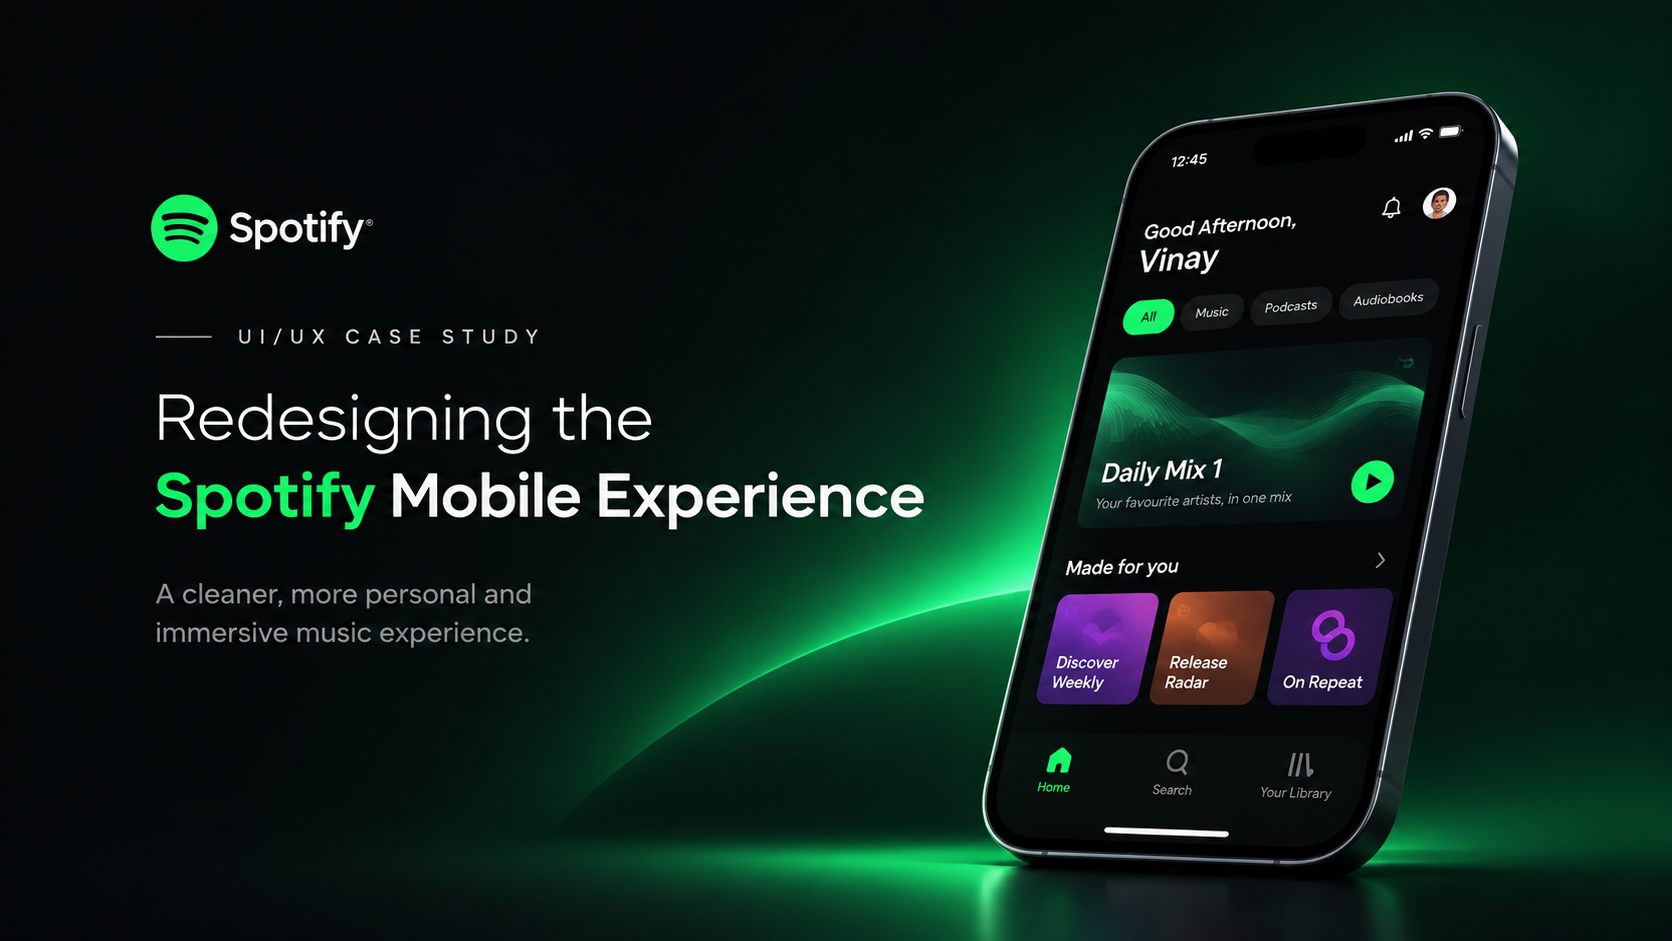 Spotify®
UI/UX CASE STUDY
Redesigning the
Spotify Mobile Experience
A cleaner, more personal and
immersive music experience.
12:45
Good Afternoon,
Vinay
All
Music
Podcasts
Audiobooks
Daily Mix 1
Your favourite artists, in one mix
Made for you
Discover
Weekly
Release
Radar
On Repeat
Home
Search
Your Library